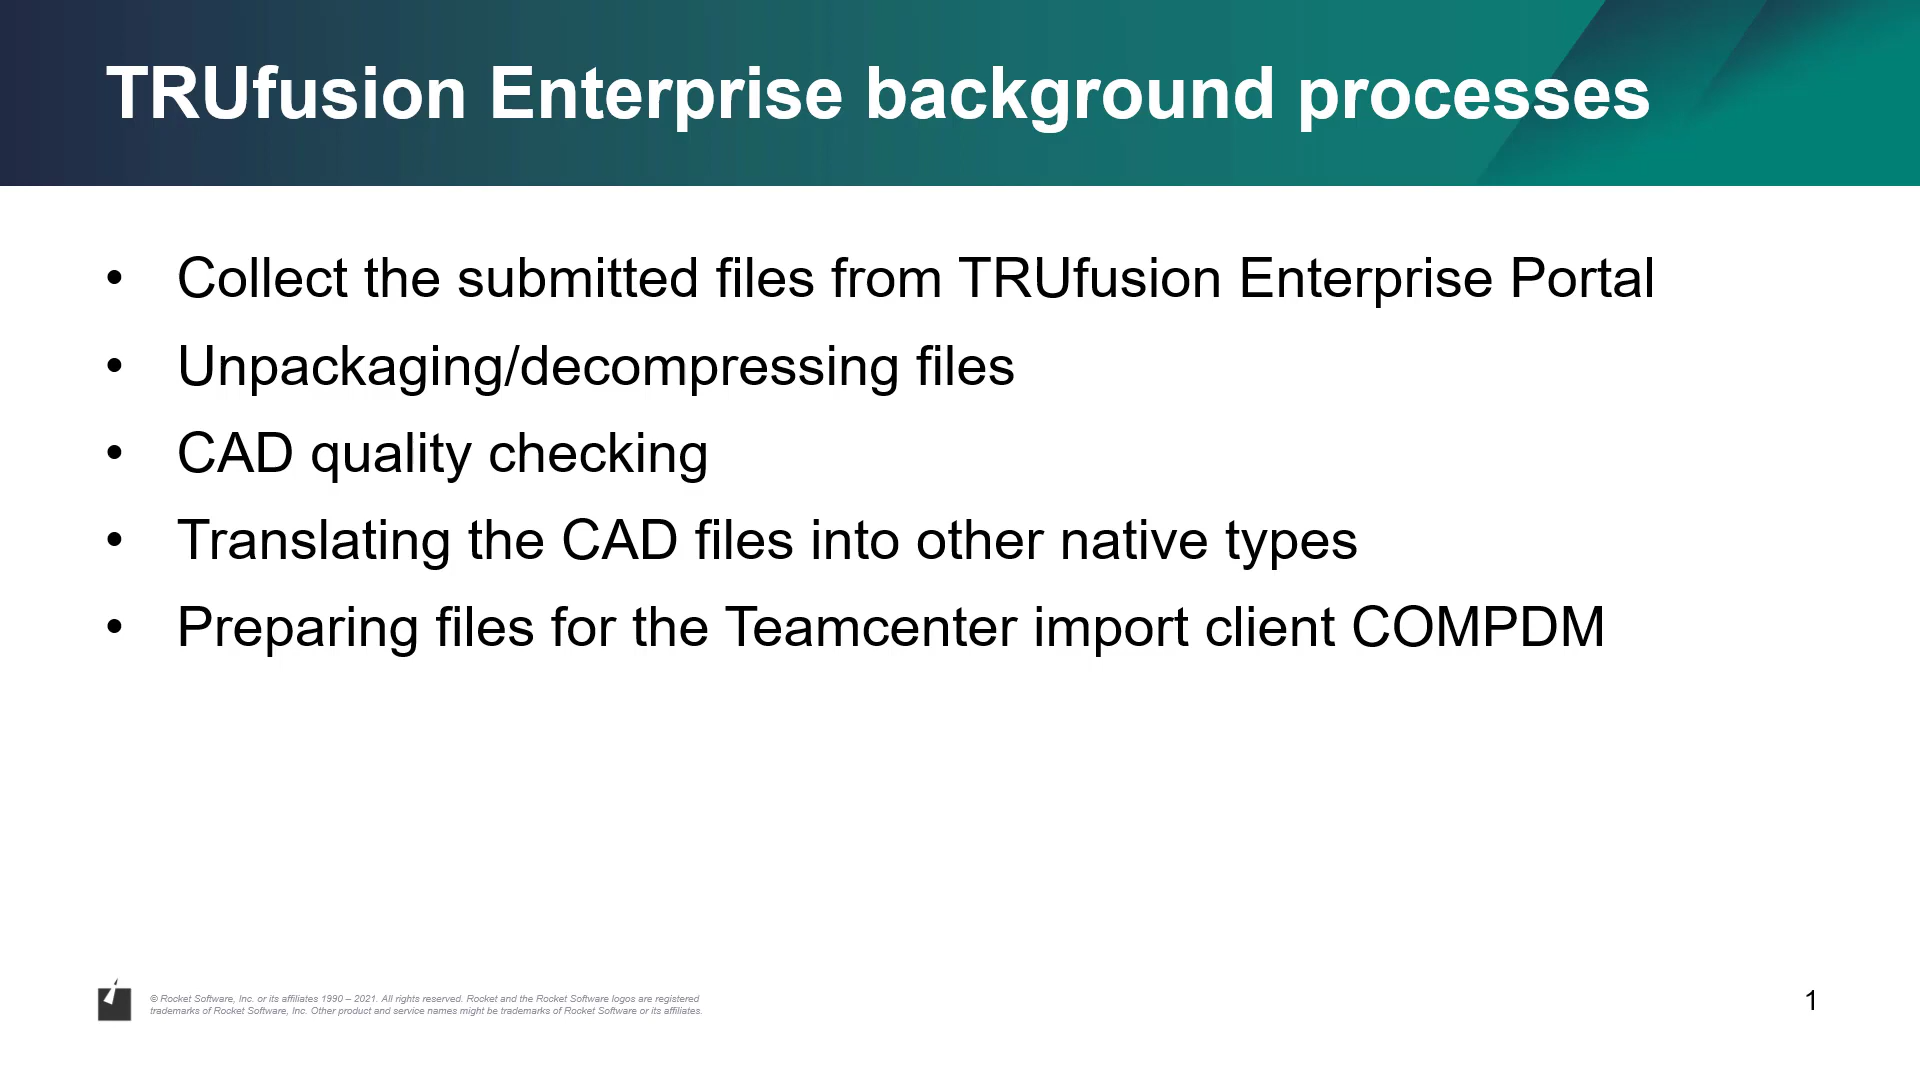 TRUfusion Enterprise background processes
• Collect the submitted files from TRUfusion Enterprise Portal
• Unpackaging/decompressing files
• CAD quality checking
• Translating the CAD files into other native types
• Preparing files for the Teamcenter import client COMPDM
© Rocket Software, Inc. or its affiliates 1990 – 2021. All rights reserved. Rocket and the Rocket Software logos are registered
trademarks of Rocket Software, Inc. Other product and service names might be trademarks of Rocket Software or its affiliates.
1